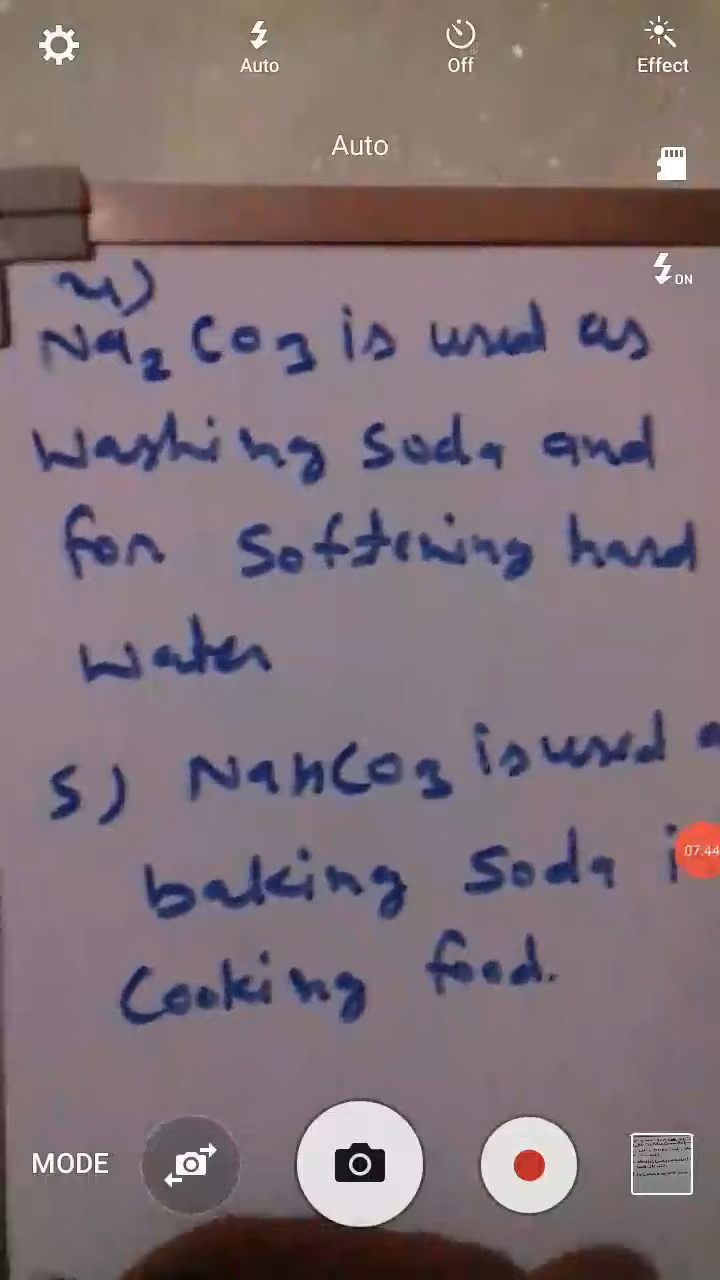 Auto
Off
Effect
Auto
ON
4)
Na2CO3 is used as
Washing Soda and
for Softening hard
water
5) NaHCO3 is used a
07:44
baking Soda i
Cooking food.
MODE